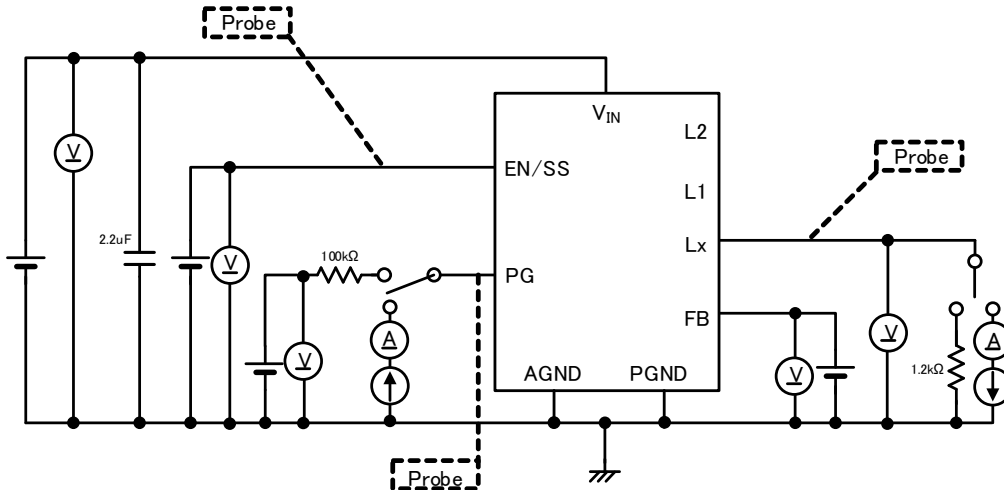 Probe
V
V_IN
L2
EN/SS
L1
Probe
2.2uF
V
100kΩ
Lx
PG
V
A
FB
V
V
1.2kΩ
A
AGND
PGND
Probe